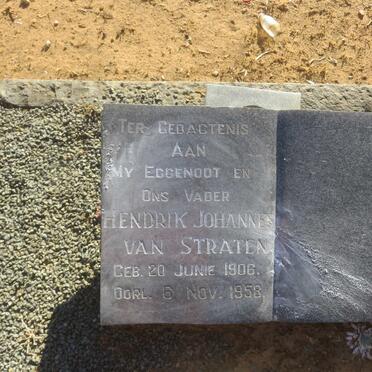 TER GEDAGTENIS
AAN
MY EGGENOOT EN
ONS VADER
HENDRIK JOHANNES
VAN STRATEN
GEB. 20 JUNIE 1906.
OORL. 6 NOV. 1958.